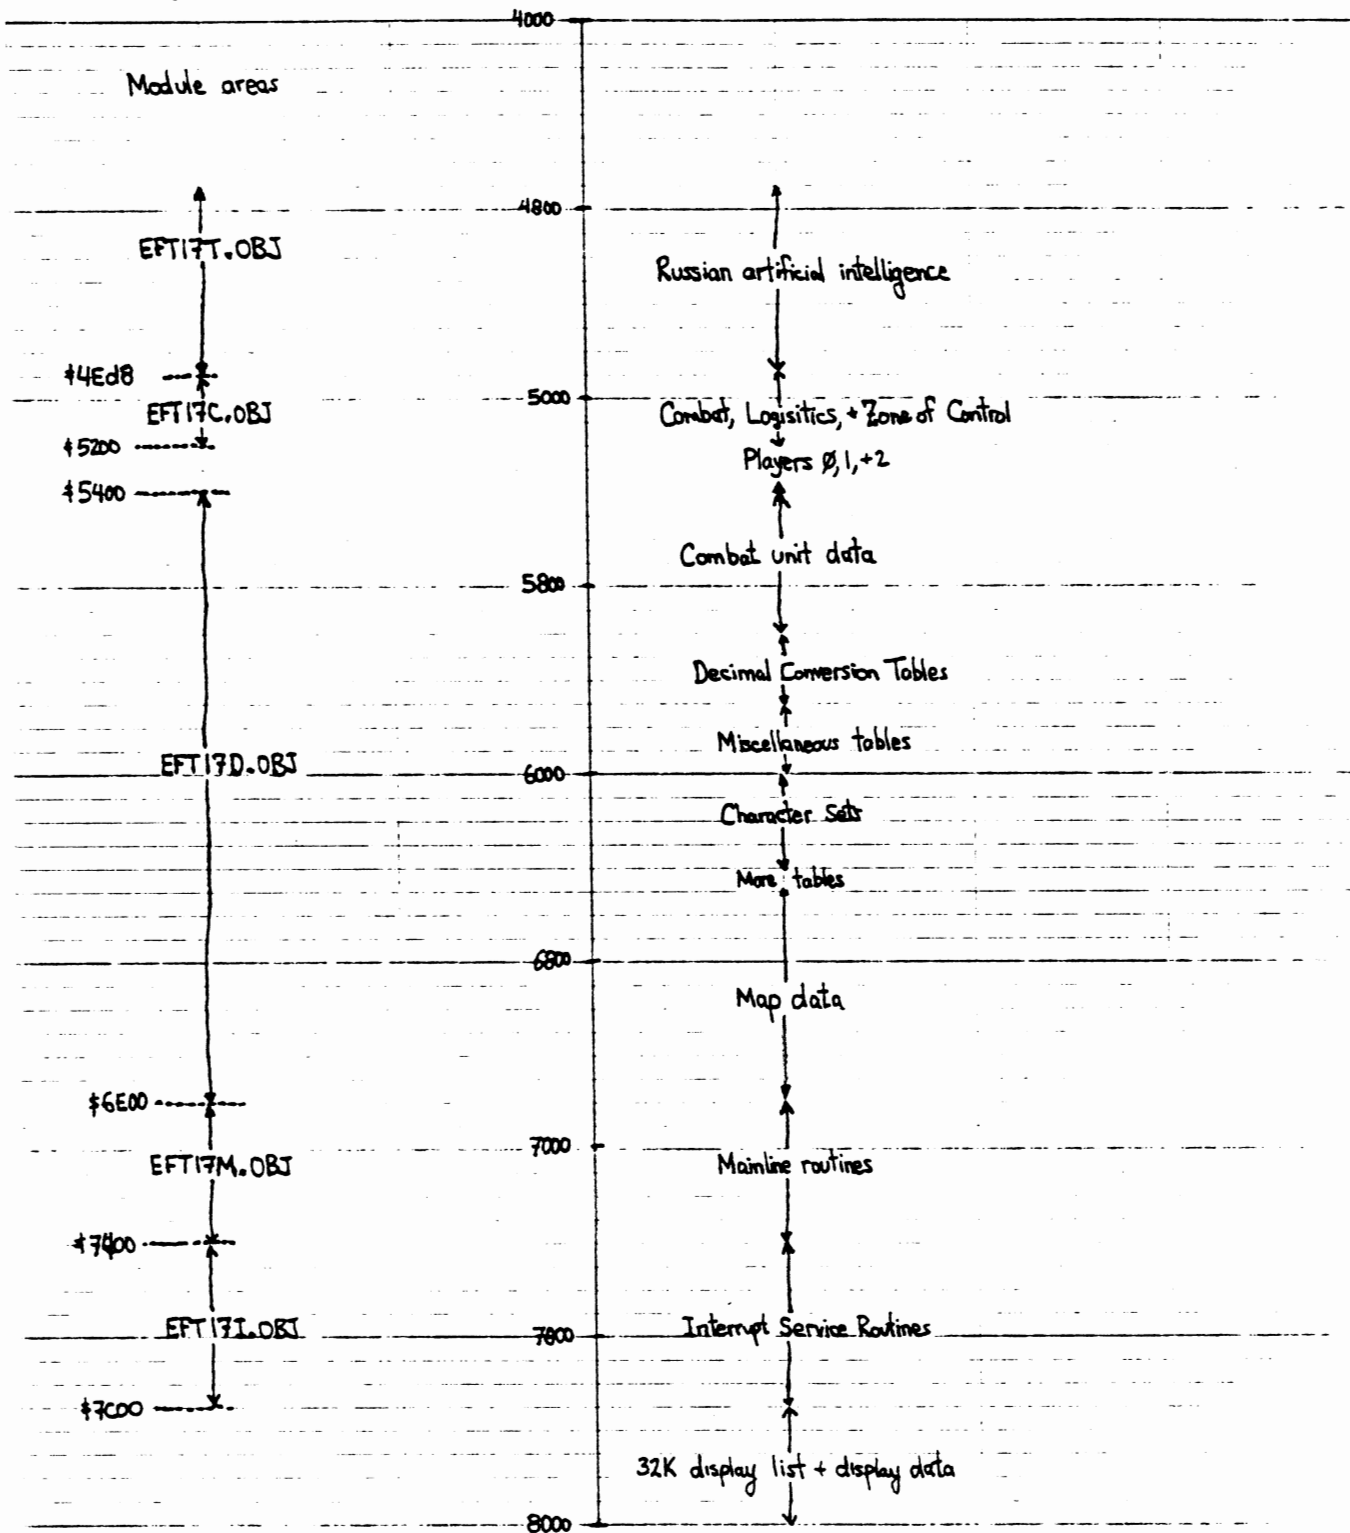 4000
Module areas
4800
EFT17T.OBJ
Russian artificial intelligence
$4Ed8
5000
EFT17C.OBJ
Combat, Logisitics, + Zone of Control
$5200
Players Ø, 1, +2
$5400
Combat unit data
5800
Decimal Conversion Tables
Miscellaneous tables
EFT17D.OBJ
6000
Character Sets
More tables
6800
Map data
$6E00
7000
EFT17M.OBJ
Mainline routines
$7400
EFT17I.OBJ
7800
Interrupt Service Routines
$7C00
32K display list + display data
8000